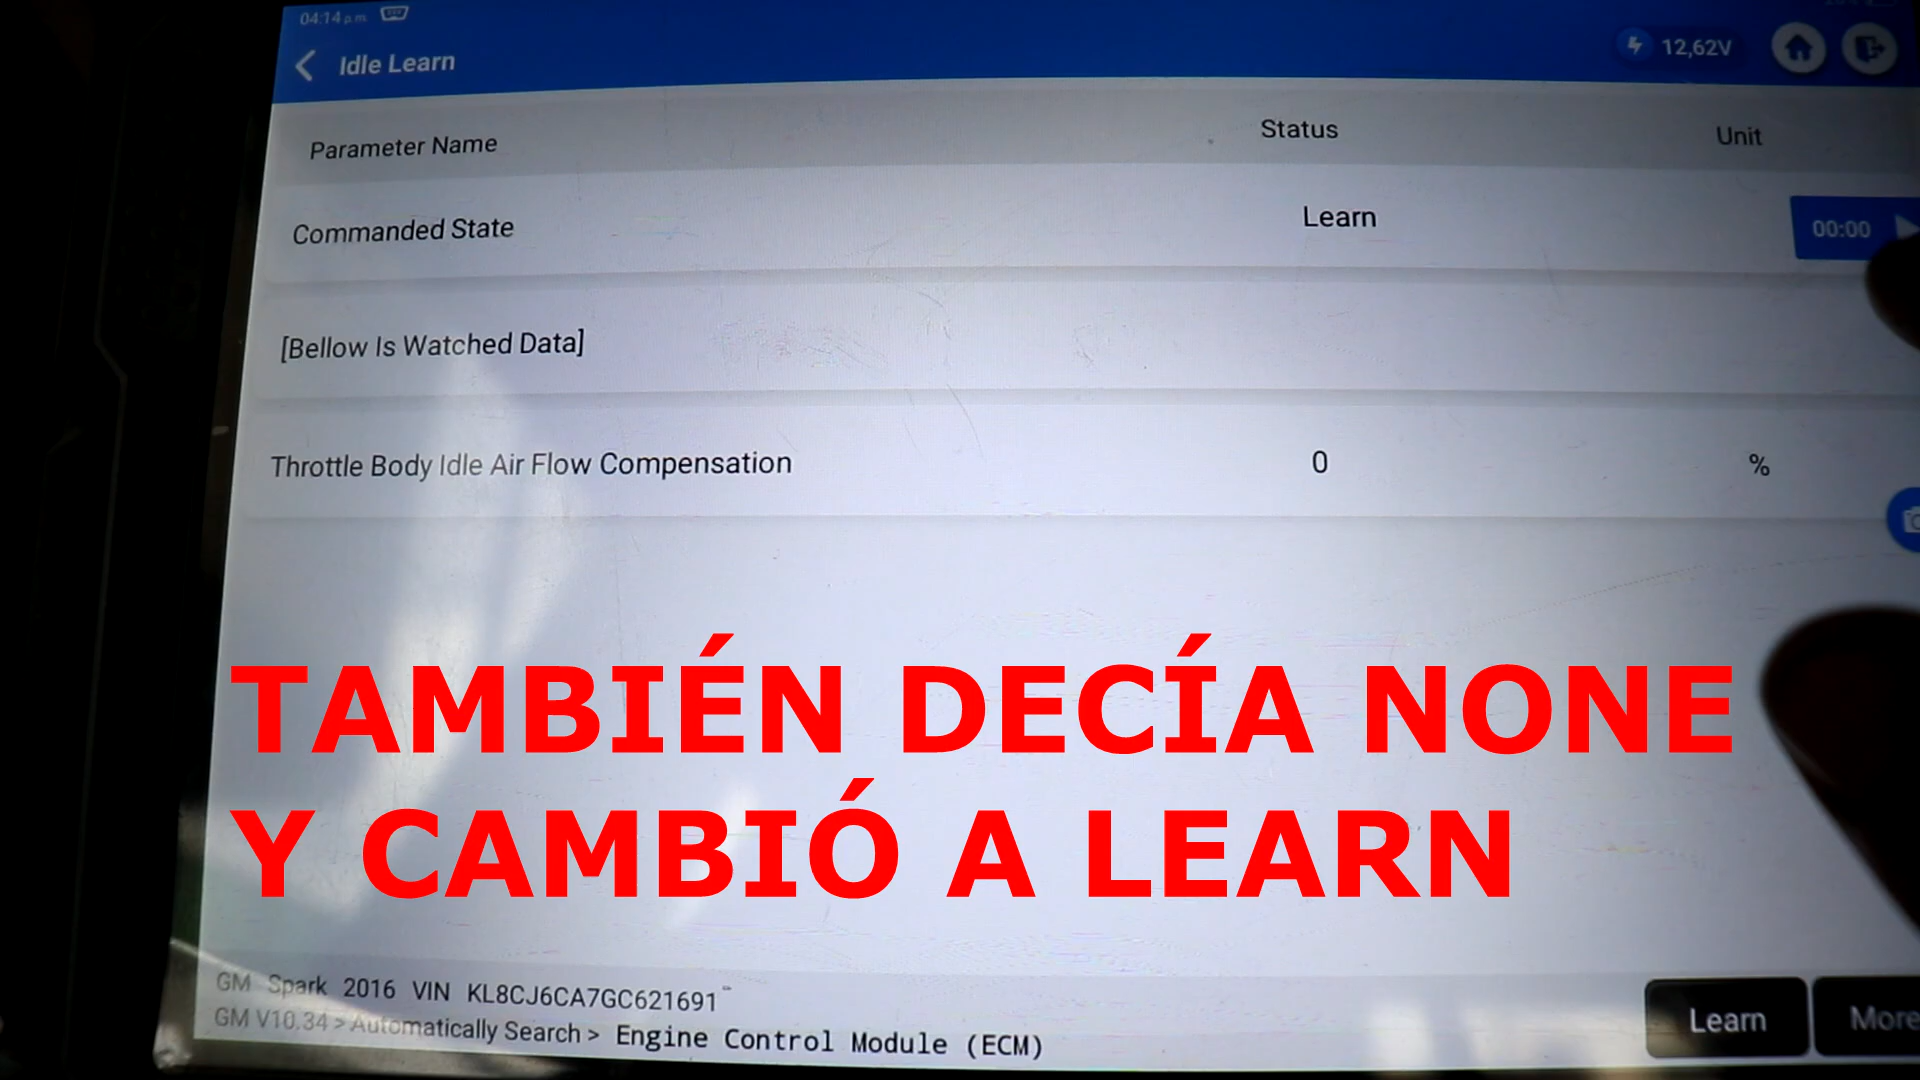 04:14 p.m.
Idle Learn
12,62V
Parameter Name Status Unit
Commanded State Learn
00:00
[Bellow Is Watched Data]
Throttle Body Idle Air Flow Compensation 0 %
TAMBIÉN DECÍA NONE
Y CAMBIÓ A LEARN
GM Spark 2016 VIN KL8CJ6CA7GC621691
GM V10.34 > Automatically Search > Engine Control Module (ECM)
Learn More